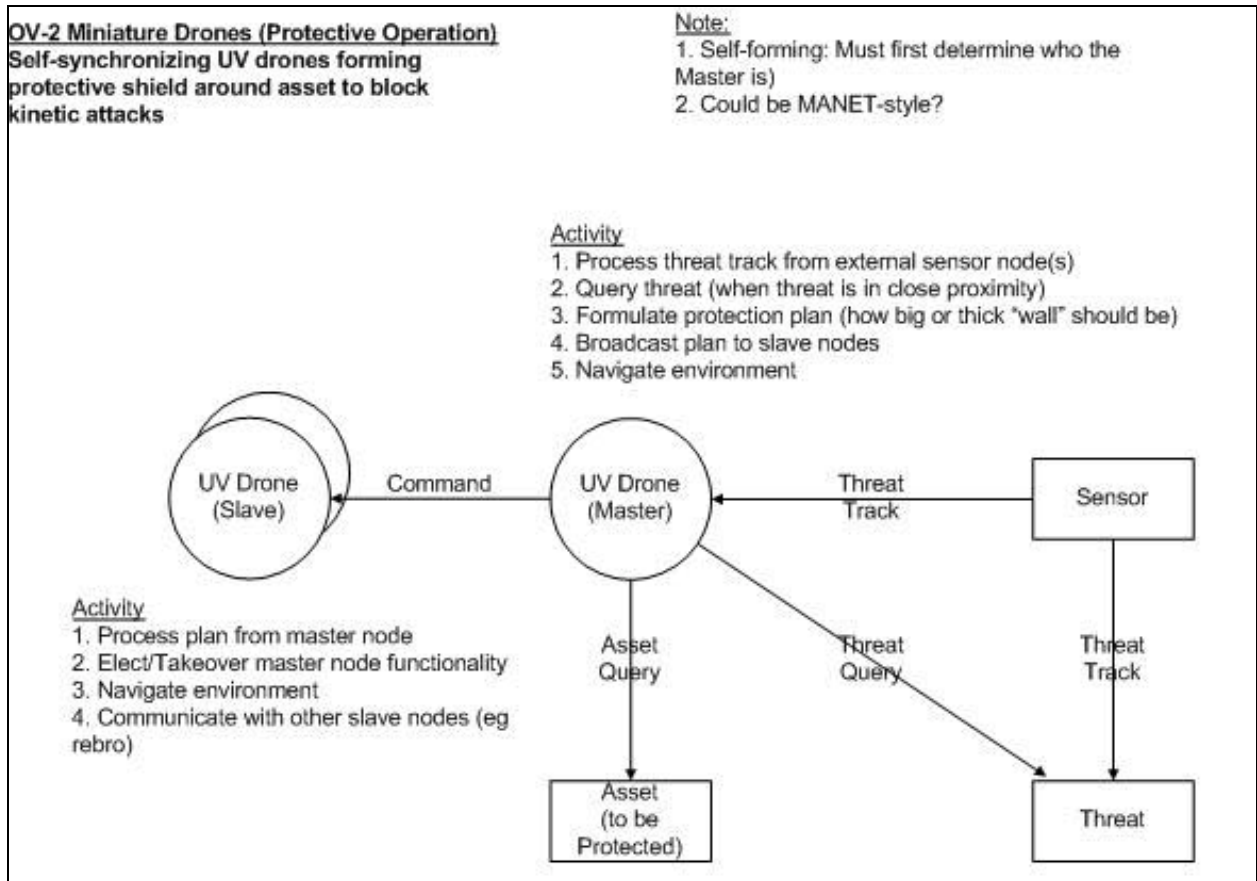 OV-2 Miniature Drones (Protective Operation)
Self-synchronizing UV drones forming
protective shield around asset to block
kinetic attacks
Note:
1. Self-forming: Must first determine who the
Master is)
2. Could be MANET-style?
Activity
1. Process threat track from external sensor node(s)
2. Query threat (when threat is in close proximity)
3. Formulate protection plan (how big or thick “wall” should be)
4. Broadcast plan to slave nodes
5. Navigate environment
UV Drone
(Slave)
Command
UV Drone
(Master)
Threat
Track
Sensor
Activity
1. Process plan from master node
2. Elect/Takeover master node functionality
3. Navigate environment
4. Communicate with other slave nodes (eg
rebro)
Asset
Query
Threat
Query
Threat
Track
Asset
(to be
Protected)
Threat